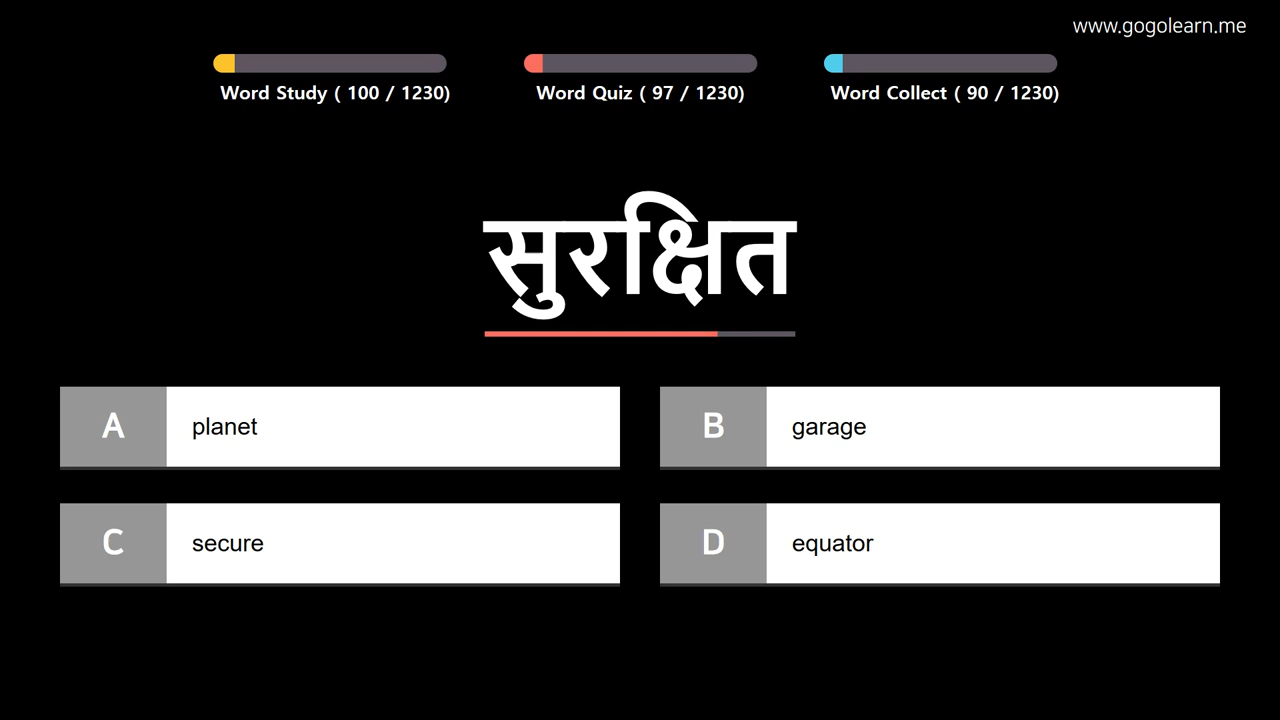 www.gogolearn.me
Word Study ( 100 / 1230)
Word Quiz ( 97 / 1230)
Word Collect ( 90 / 1230)
सुरक्षित
A planet
B garage
C secure
D equator